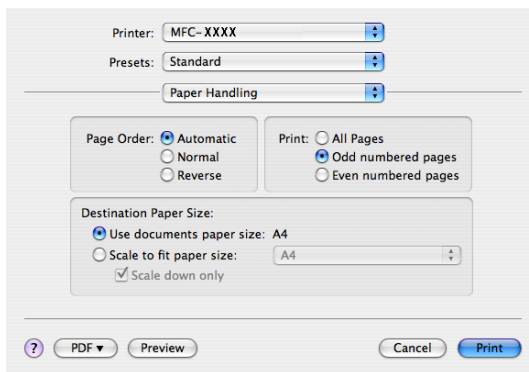 Printer: MFC-XXXX
Presets: Standard
Paper Handling
Page Order: Automatic
Normal
Reverse
Print: All Pages
Odd numbered pages
Even numbered pages
Destination Paper Size:
Use documents paper size: A4
Scale to fit paper size: A4
Scale down only
? PDF Preview Cancel Print